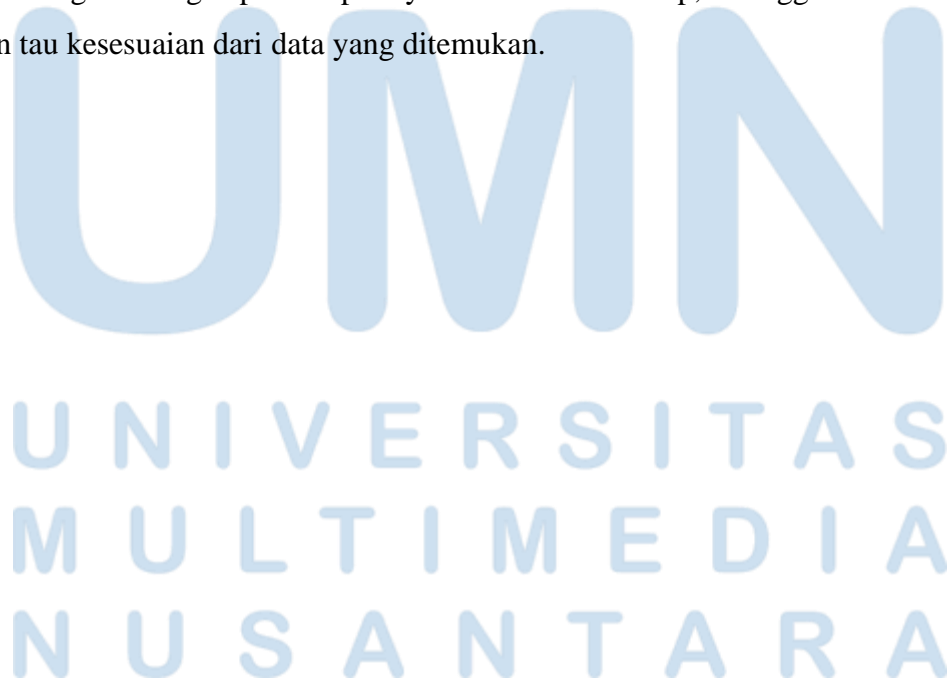 n tau kesesuaian dari data yang ditemukan.
UMN
UNIVERSITAS
MULTIMEDIA
NUSANTARA